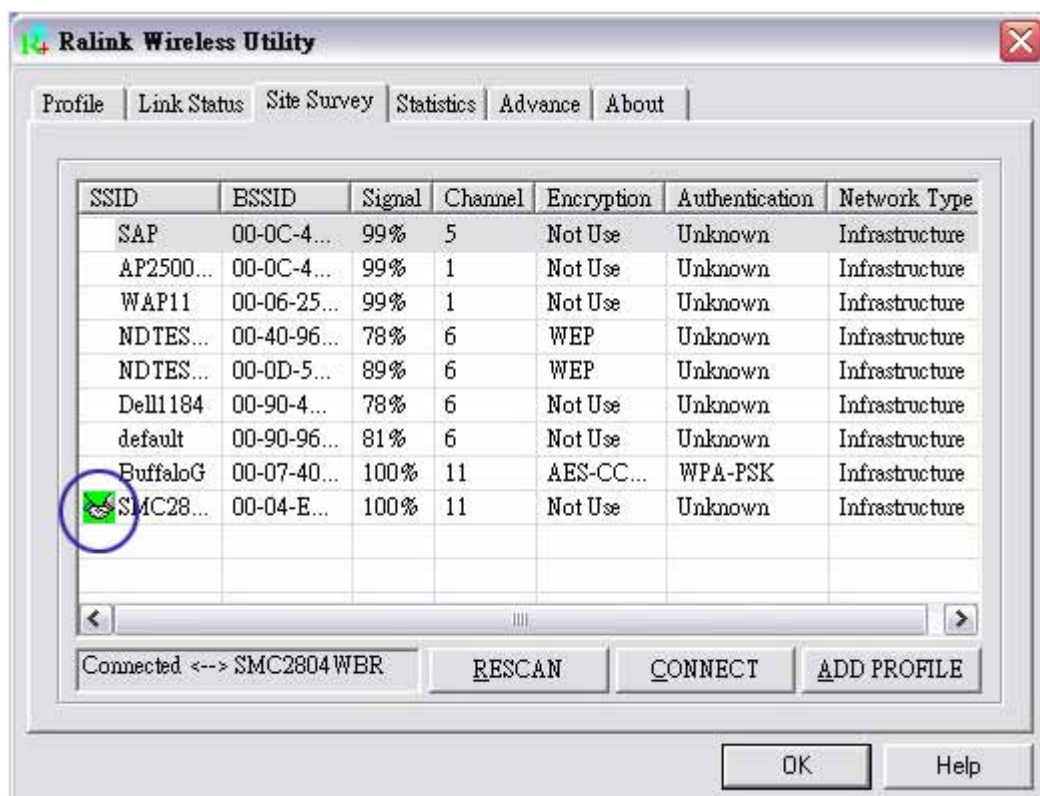 Ralink Wireless Utility
Profile Link Status Site Survey Statistics Advance About
SSID BSSID Signal Channel Encryption Authentication Network Type
SAP 00-0C-4... 99% 5 Not Use Unknown Infrastructure
AP2500... 00-0C-4... 99% 1 Not Use Unknown Infrastructure
WAP11 00-06-25... 99% 1 Not Use Unknown Infrastructure
NDTES... 00-40-96... 78% 6 WEP Unknown Infrastructure
NDTES... 00-0D-5... 89% 6 WEP Unknown Infrastructure
Dell1184 00-90-4... 78% 6 Not Use Unknown Infrastructure
default 00-90-96... 81% 6 Not Use Unknown Infrastructure
BuffaloG 00-07-40... 100% 11 AES-CC... WPA-PSK Infrastructure
SMC28... 00-04-E... 100% 11 Not Use Unknown Infrastructure
Connected <--> SMC2804WBR RESCAN CONNECT ADD PROFILE
OK Help